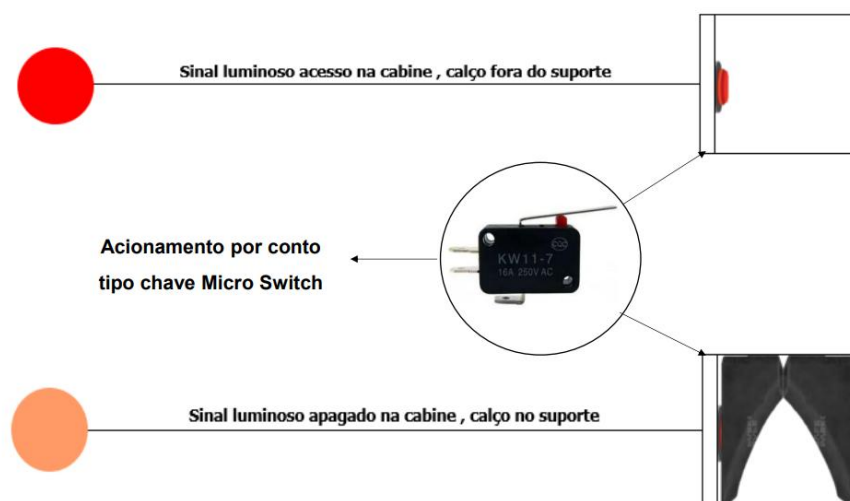 Sinal luminoso acesso na cabine , calço fora do suporte
Acionamento por conto
tipo chave Micro Switch
KW11-7
16A 250V AC
Sinal luminoso apagado na cabine , calço no suporte